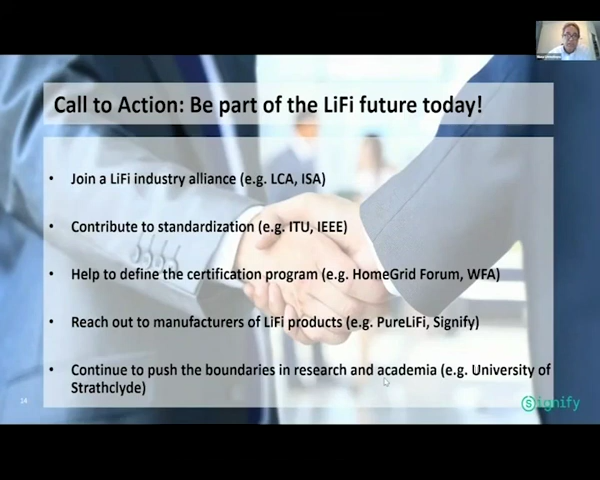 Call to Action: Be part of the LiFi future today!
• Join a LiFi industry alliance (e.g. LCA, ISA)
• Contribute to standardization (e.g. ITU, IEEE)
• Help to define the certification program (e.g. HomeGrid Forum, WFA)
• Reach out to manufacturers of LiFi products (e.g. PureLiFi, Signify)
• Continue to push the boundaries in research and academia (e.g. University of
Strathclyde)
14
Signify